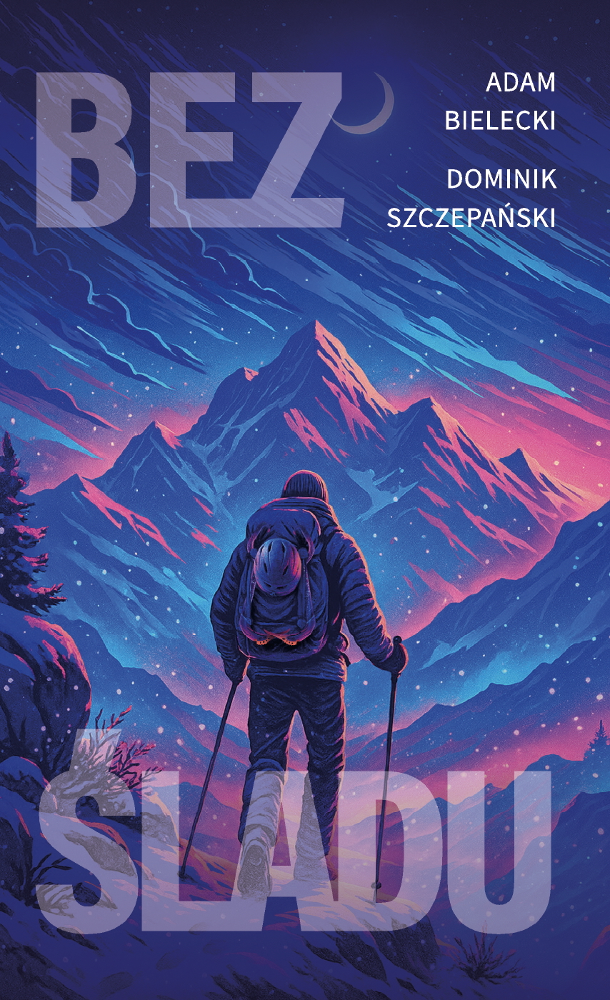 BEZ
ADAM
BIELECKI
DOMINIK
SZCZEPAŃSKI
ŚLADU